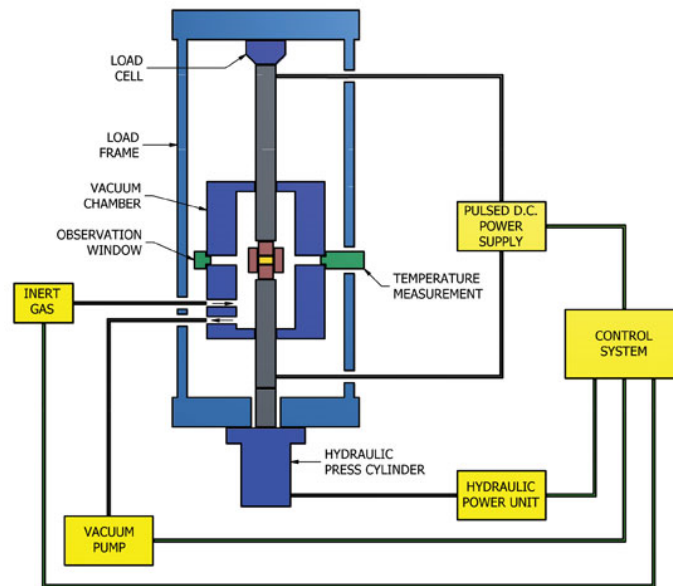 LOAD
CELL
LOAD
FRAME
VACUUM
CHAMBER
OBSERVATION
WINDOW
INERT
GAS
PULSED D.C.
POWER
SUPPLY
TEMPERATURE
MEASUREMENT
CONTROL
SYSTEM
HYDRAULIC
PRESS CYLINDER
HYDRAULIC
POWER UNIT
VACUUM
PUMP